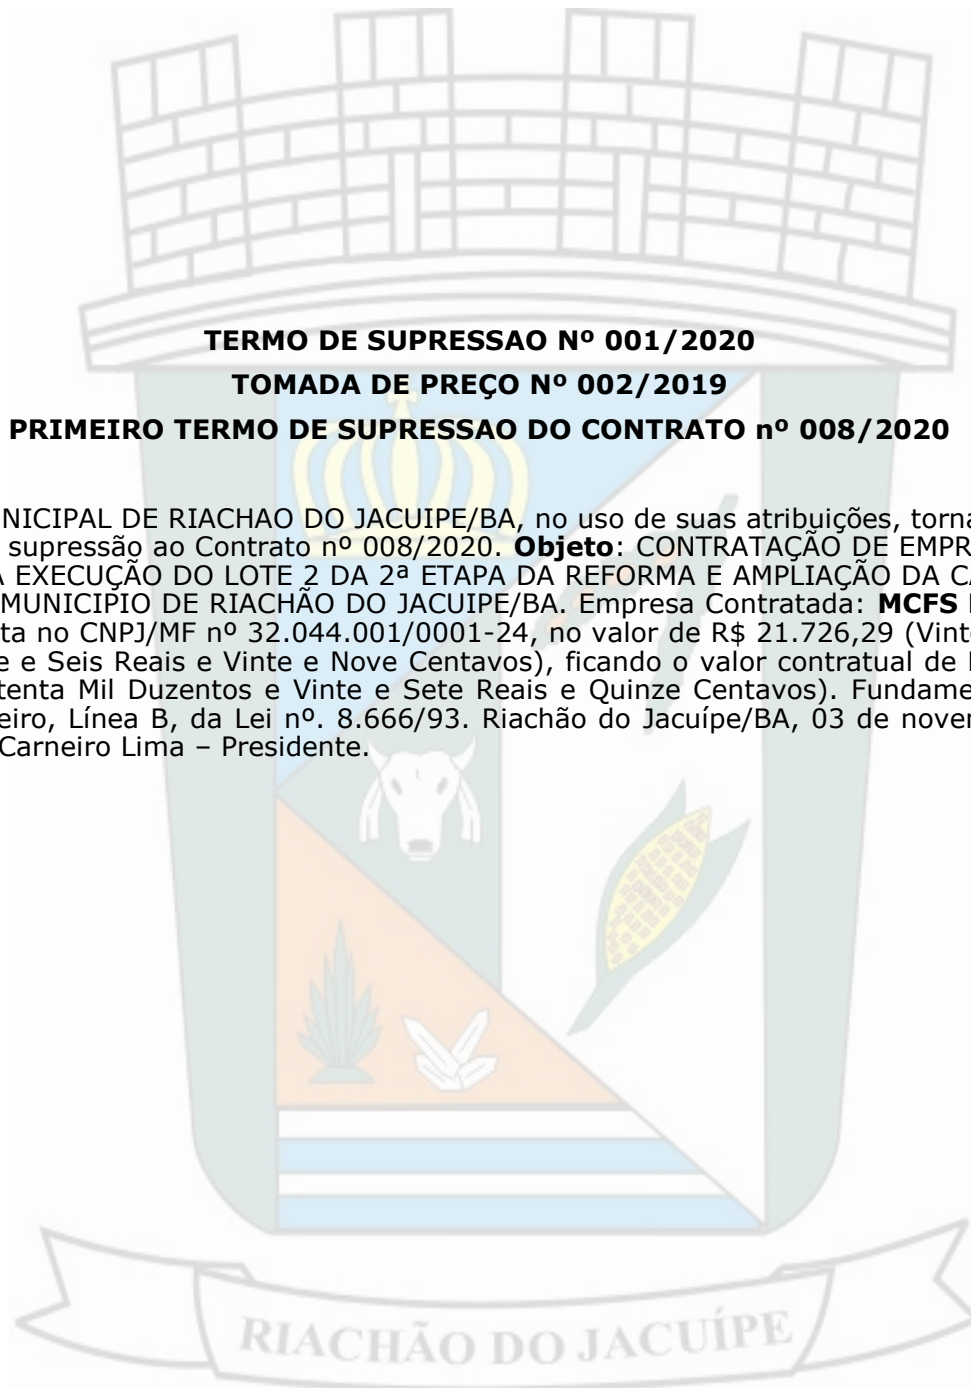 TERMO DE SUPRESSAO Nº 001/2020
TOMADA DE PREÇO Nº 002/2019
PRIMEIRO TERMO DE SUPRESSAO DO CONTRATO nº 008/2020
NICIPAL DE RIACHAO DO JACUIPE/BA, no uso de suas atribuições, torna
supressão ao Contrato nº 008/2020. Objeto: CONTRATAÇÃO DE EMPR
A EXECUÇÃO DO LOTE 2 DA 2ª ETAPA DA REFORMA E AMPLIAÇÃO DA CA
MUNICIPIO DE RIACHÃO DO JACUIPE/BA. Empresa Contratada: MCFS
ta no CNPJ/MF nº 32.044.001/0001-24, no valor de R$ 21.726,29 (Vint
e e Seis Reais e Vinte e Nove Centavos), ficando o valor contratual de
tenta Mil Duzentos e Vinte e Sete Reais e Quinze Centavos). Fundame
eiro, Línea B, da Lei nº. 8.666/93. Riachão do Jacuípe/BA, 03 de nove
Carneiro Lima – Presidente.
RIACHÃO DO JACUÍPE